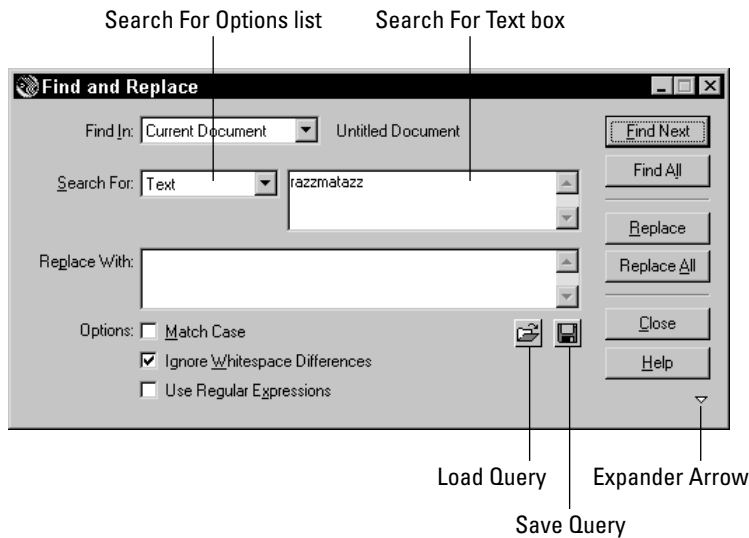 Search For Options list Search For Text box
Find and Replace
Find In: Current Document Untitled Document Find Next
Find All
Search For: Text razzmatazz
Replace
Replace With: Replace All
Options: Match Case Close
Ignore Whitespace Differences
Help
Use Regular Expressions
Load Query Expander Arrow
Save Query